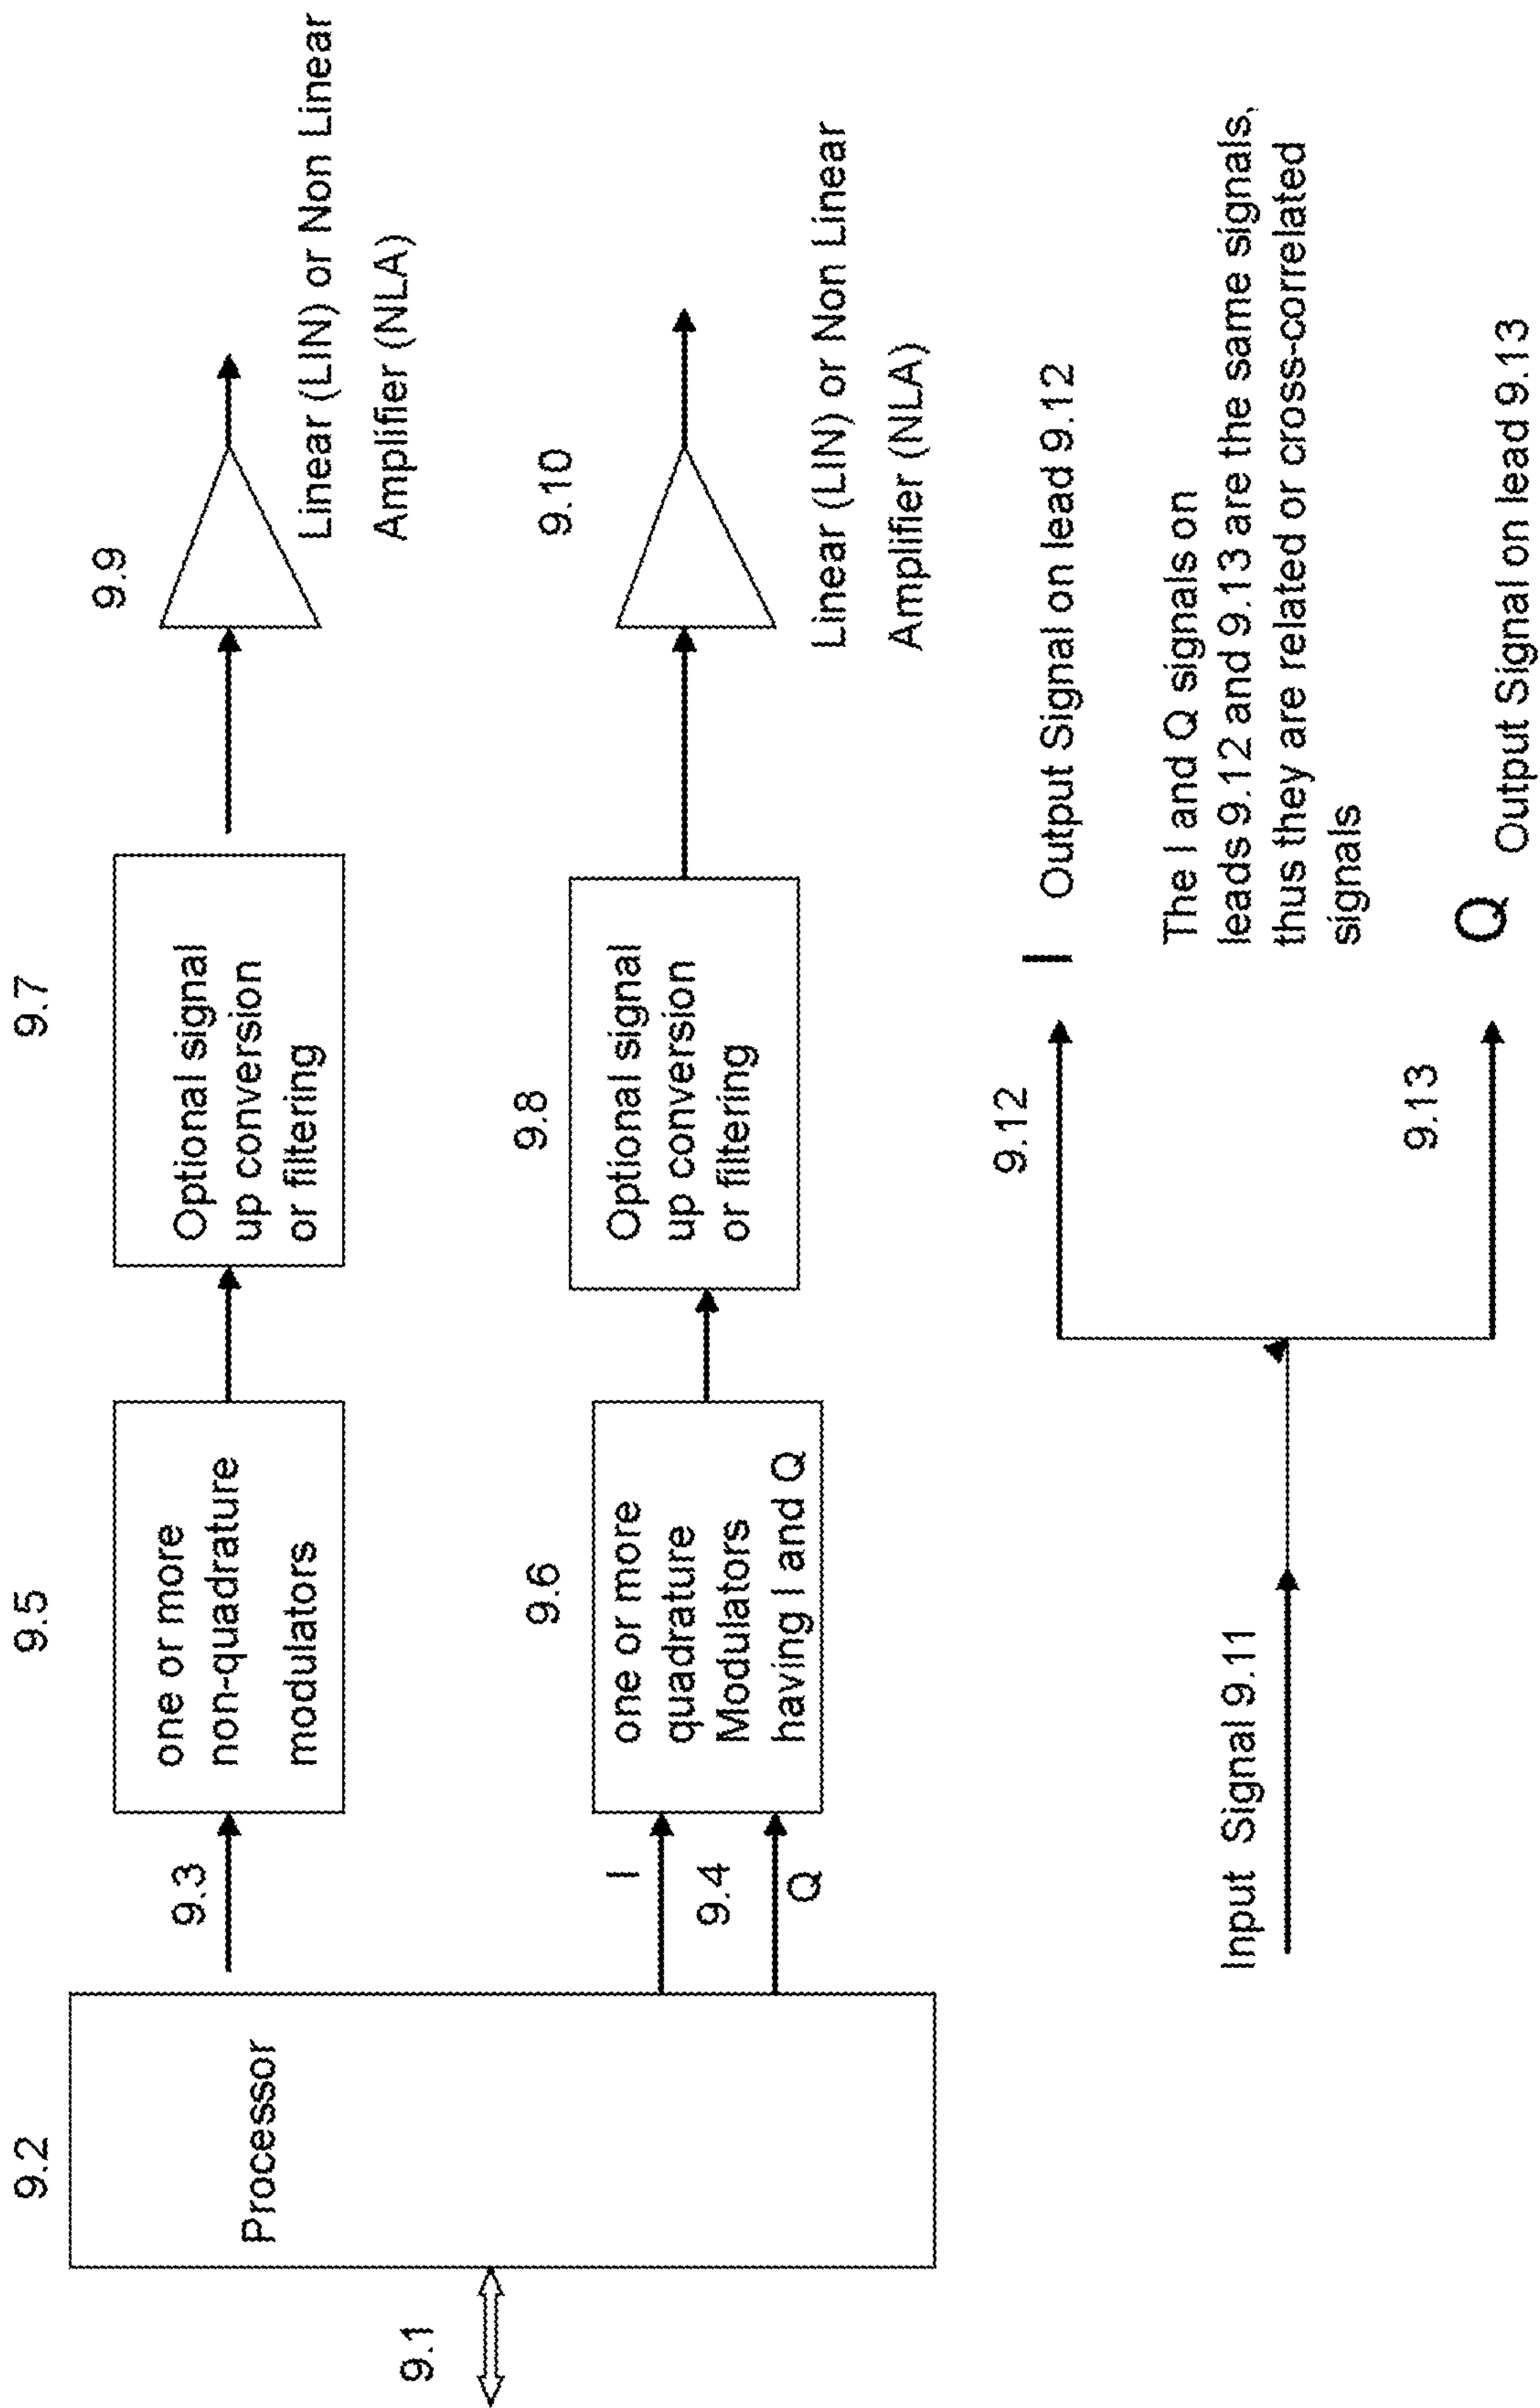 9.1
9.2
Processor
9.3
9.5
one or more
non-quadrature
modulators
9.7
Optional signal
up conversion
or filtering
9.9
Linear (LIN) or Non Linear
Amplifier (NLA)
I
9.4
Q
9.6
one or more
quadrature
Modulators
having I and Q
9.8
Optional signal
up conversion
or filtering
9.10
Linear (LIN) or Non Linear
Amplifier (NLA)
Input Signal 9.11
9.12
I Output Signal on lead 9.12
The I and Q signals on
leads 9.12 and 9.13 are the same signals,
thus they are related or cross-correlated
signals
9.13
Q Output Signal on lead 9.13